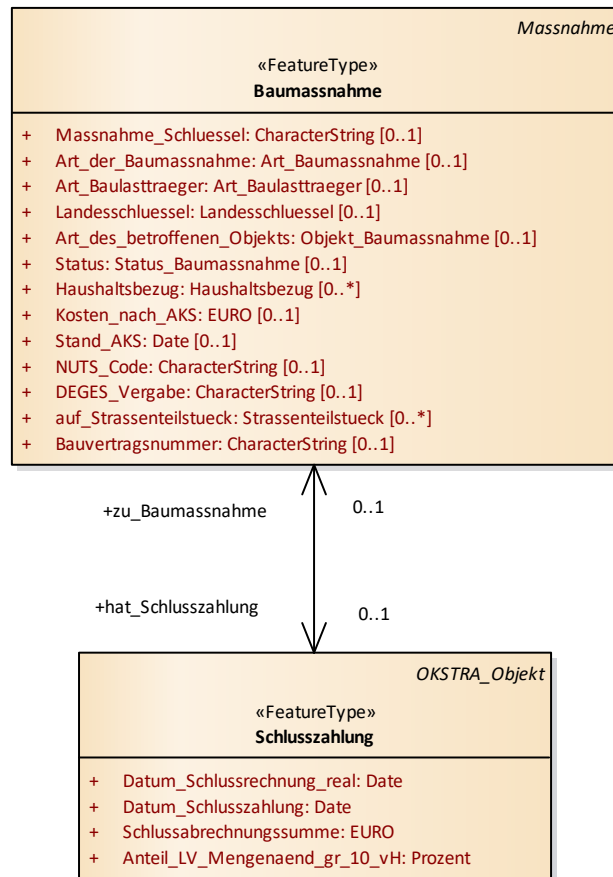 Massnahme
«FeatureType»
Baumassnahme
+ Massnahme_Schluessel: CharacterString [0..1]
+ Art_der_Baumassnahme: Art_Baumassnahme [0..1]
+ Art_Baulasttraeger: Art_Baulasttraeger [0..1]
+ Landesschluessel: Landesschluessel [0..1]
+ Art_des_betroffenen_Objekts: Objekt_Baumassnahme [0..1]
+ Status: Status_Baumassnahme [0..1]
+ Haushaltsbezug: Haushaltsbezug [0..*]
+ Kosten_nach_AKS: EURO [0..1]
+ Stand_AKS: Date [0..1]
+ NUTS_Code: CharacterString [0..1]
+ DEGES_Vergabe: CharacterString [0..1]
+ auf_Strassenteilstueck: Strassenteilstueck [0..*]
+ Bauvertragsnummer: CharacterString [0..1]
+zu_Baumassnahme 0..1
+hat_Schlusszahlung 0..1
OKSTRA_Objekt
«FeatureType»
Schlusszahlung
+ Datum_Schlussrechnung_real: Date
+ Datum_Schlusszahlung: Date
+ Schlussabrechnungssumme: EURO
+ Anteil_LV_Mengenaend_gr_10_vH: Prozent